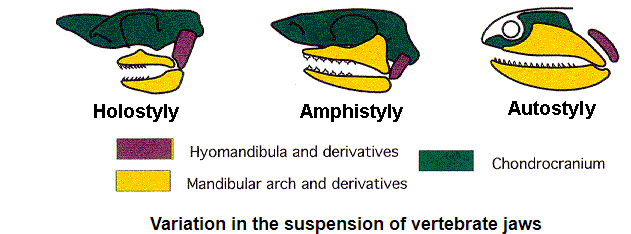 Holostyly Amphistyly Autostyly
Hyomandibula and derivatives
Chondrocranium
Mandibular arch and derivatives
Variation in the suspension of vertebrate jaws